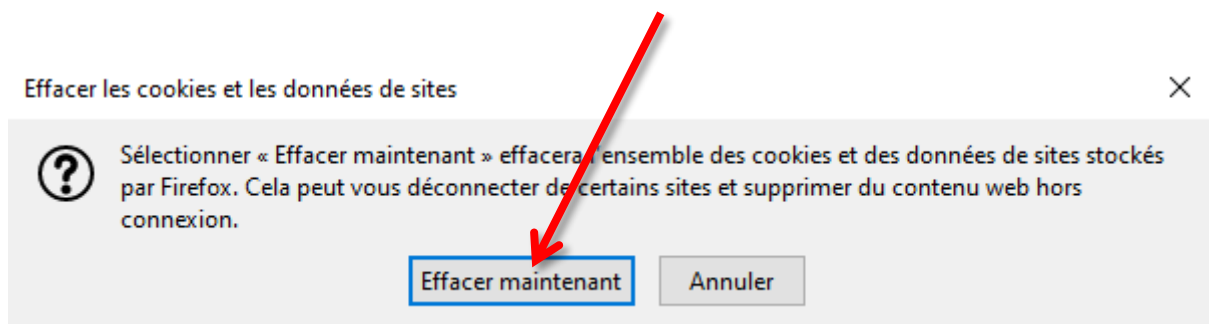 Effacer les cookies et les données de sites
Sélectionner « Effacer maintenant » effacera l'ensemble des cookies et des données de sites stockés
par Firefox. Cela peut vous déconnecter de certains sites et supprimer du contenu web hors
connexion.
Effacer maintenant Annuler